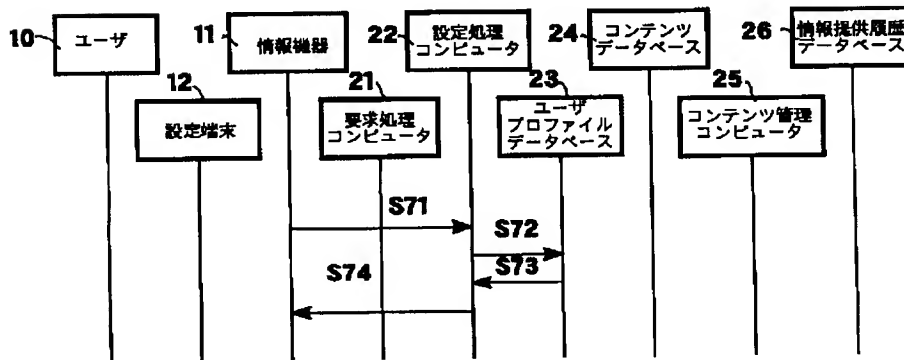 10
ユーザ
11
情報機器
22
設定処理
コンピュータ
24
コンテンツ
データベース
26
情報提供履歴
データベース
12
設定端末
21
要求処理
コンピュータ
23
ユーザ
プロファイル
データベース
25
コンテンツ管理
コンピュータ
S71
S72
S73
S74